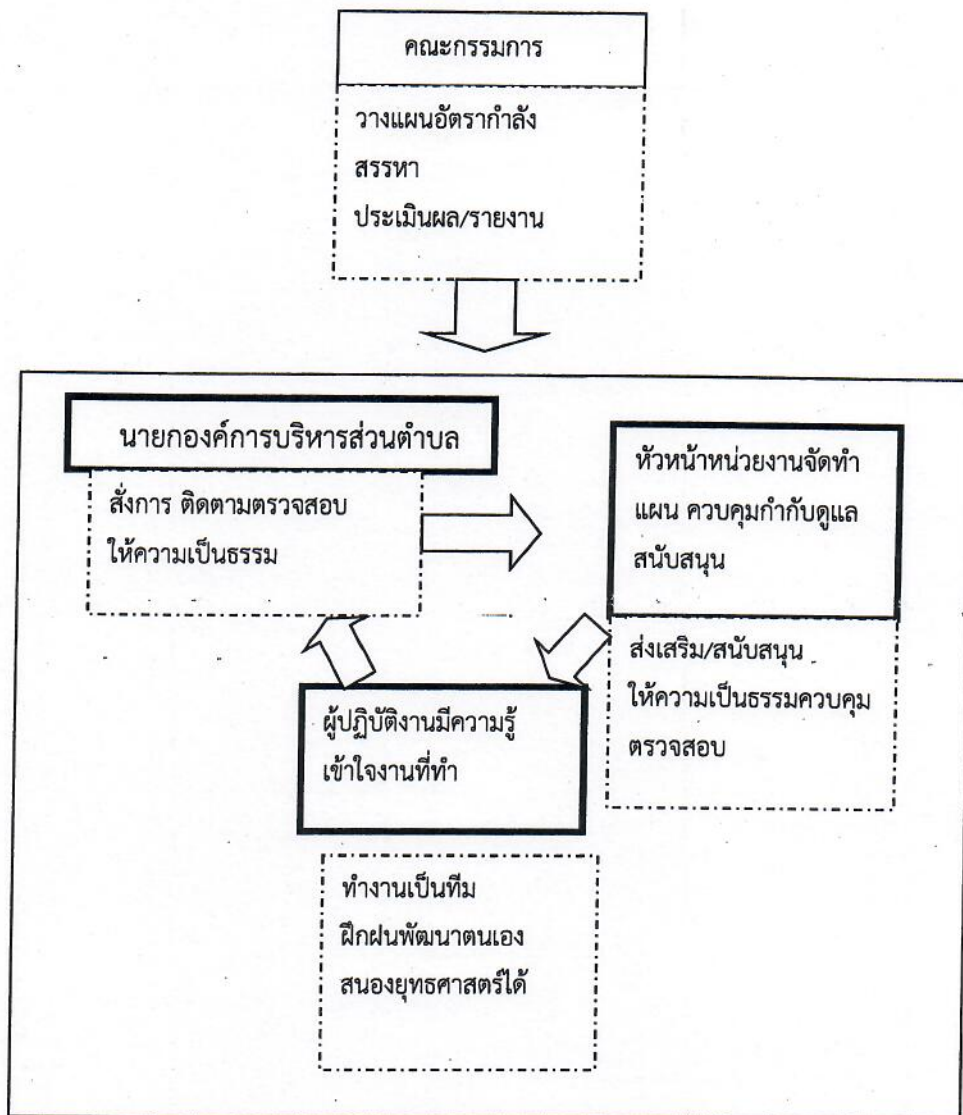 คณะกรรมการ
วางแผนอัตรากำลัง
สรรหา
ประเมินผล/รายงาน
นายกองค์การบริหารส่วนตำบล
สั่งการ ติดตามตรวจสอบ
ให้ความเป็นธรรม
หัวหน้าหน่วยงานจัดทำ
แผน ควบคุมกำกับดูแล
สนับสนุน
ส่งเสริม/สนับสนุน
ให้ความเป็นธรรมควบคุม
ตรวจสอบ
ผู้ปฏิบัติงานมีความรู้
เข้าใจงานที่ทำ
ทำงานเป็นทีม
ฝึกฝนพัฒนาตนเอง
สนองยุทธศาสตร์ได้